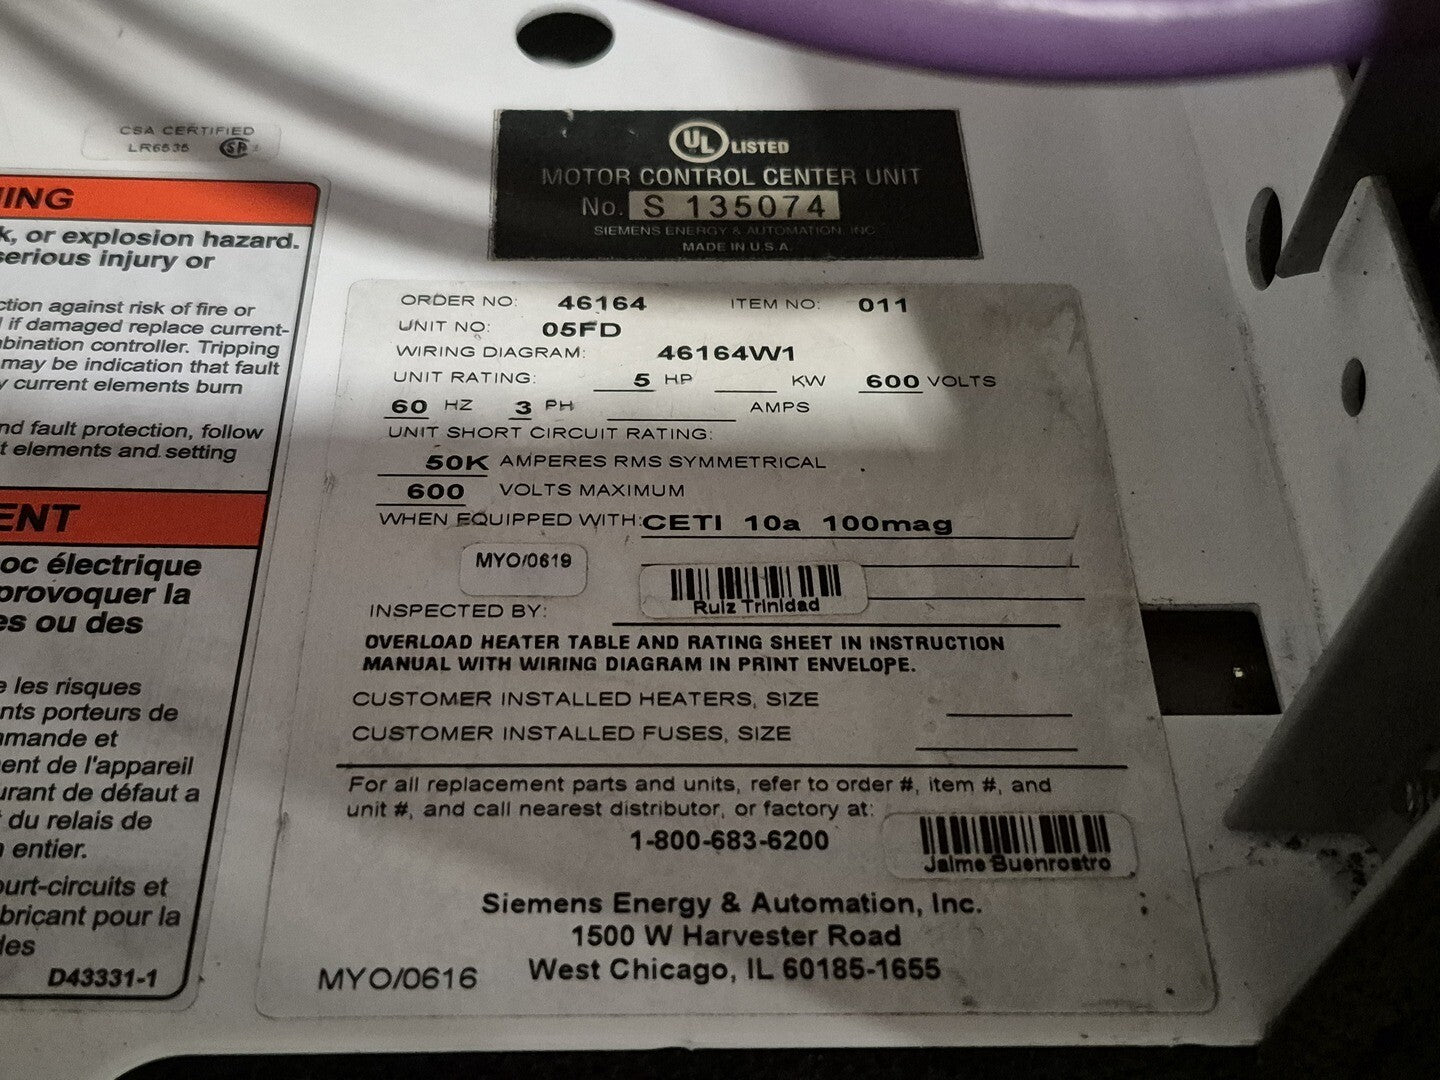 CSA CERTIFIED
LR6535
UL LISTED
MOTOR CONTROL CENTER UNIT
No. S 135074
SIEMENS ENERGY & AUTOMATION, INC
MADE IN U.S.A.
ING
k, or explosion hazard.
serious injury or
ction against risk of fire or
if damaged replace current-
bination controller. Tripping
may be indication that fault
y current elements burn
nd fault protection, follow
t elements and setting
ENT
oc électrique
provoquer la
es ou des
e les risques
nts porteurs de
mande et
ent de l'appareil
urant de défaut a
du relais de
entier.
ourt-circuits et
bricant pour la
les
D43331-1
ORDER NO: 46164 ITEM NO: 011
UNIT NO: 05FD
WIRING DIAGRAM: 46164W1
UNIT RATING: 5 HP KW 600 VOLTS
60 HZ 3 PH AMPS
UNIT SHORT CIRCUIT RATING:
50K AMPERES RMS SYMMETRICAL
600 VOLTS MAXIMUM
WHEN EQUIPPED WITH: CETI 10a 100mag
MYO/0619
Ruiz Trinidad
INSPECTED BY:
OVERLOAD HEATER TABLE AND RATING SHEET IN INSTRUCTION
MANUAL WITH WIRING DIAGRAM IN PRINT ENVELOPE.
CUSTOMER INSTALLED HEATERS, SIZE
CUSTOMER INSTALLED FUSES, SIZE
For all replacement parts and units, refer to order #, item #, and
unit #, and call nearest distributor, or factory at:
1-800-683-6200
Jaime Buenrostro
Siemens Energy & Automation, Inc.
1500 W Harvester Road
West Chicago, IL 60185-1655
MYO/0616